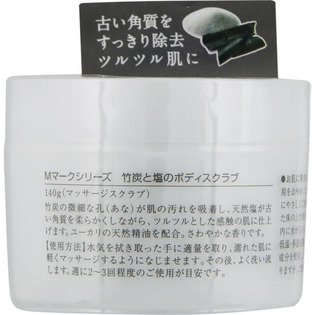 古い角質を
すっきり除去
ツルツル肌に
Mマークシリーズ 竹炭と塩のボディスクラブ
140g(マッサージスクラブ)
竹炭の微細な孔(あな)が肌の汚れを吸着し、天然塩が古
い角質を柔らかくしながら、ツルッとした感触の肌に仕上
げます。ユーカリの天然精油を配合。さわやかな香りです。
【使用方法】水気を拭き取った手に適量を取り、濡れた肌に
軽くマッサージするようになじませます。その後、よく洗い流
します。週に2〜3回程度のご使用が目安です。